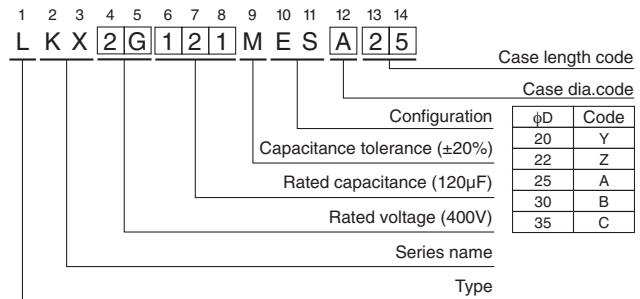 1 2 3 4 5 6 7 8 9 10 11 12 13 14
L K X 2 G 1 2 1 M E S A 2 5
Case length code
Case dia.code
Configuration
Capacitance tolerance (±20%)
Rated capacitance (120µF)
Rated voltage (400V)
Series name
Type
ϕD Code
20 Y
22 Z
25 A
30 B
35 C